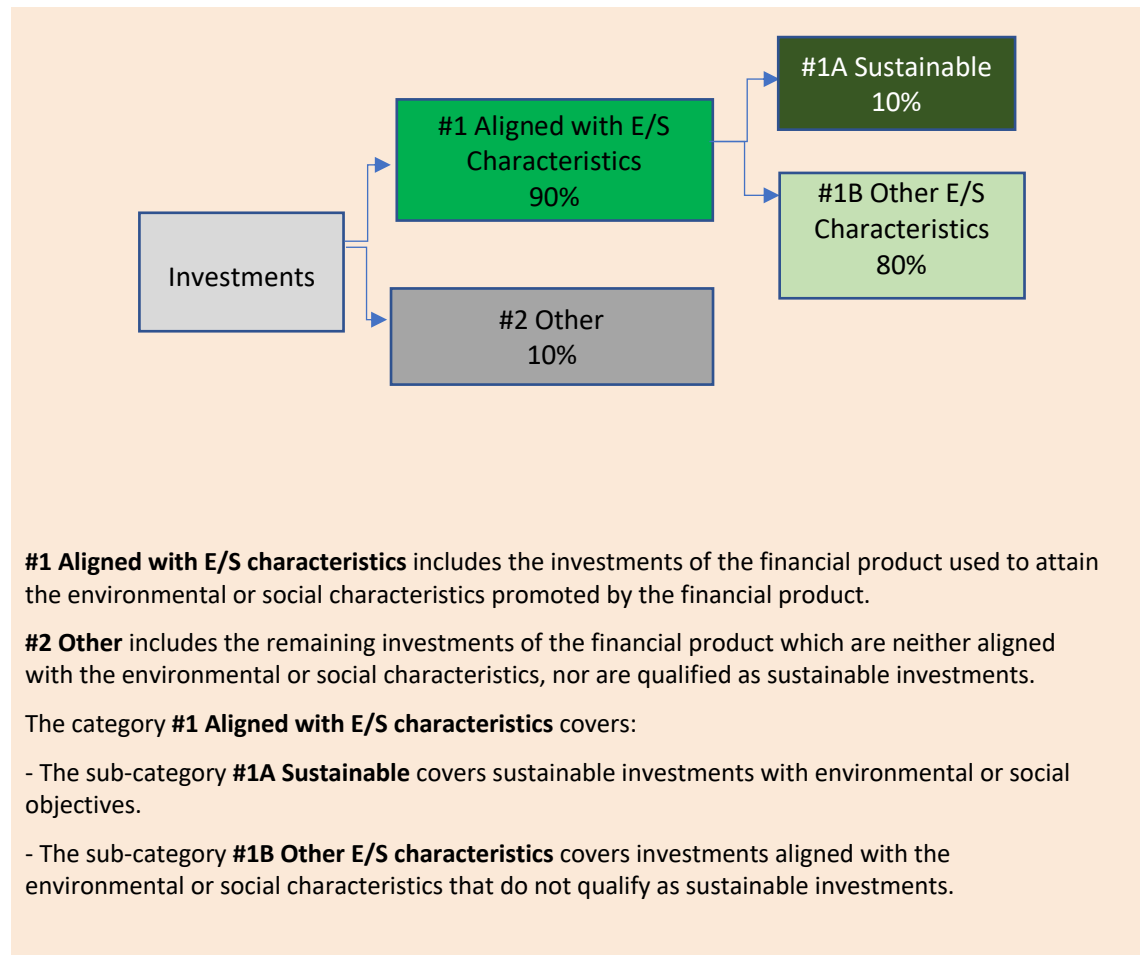 #1A Sustainable
10%
#1 Aligned with E/S
Characteristics
90%
#1B Other E/S
Characteristics
80%
Investments
#2 Other
10%
#1 Aligned with E/S characteristics includes the investments of the financial product used to attain
the environmental or social characteristics promoted by the financial product.
#2 Other includes the remaining investments of the financial product which are neither aligned
with the environmental or social characteristics, nor are qualified as sustainable investments.
The category #1 Aligned with E/S characteristics covers:
- The sub-category #1A Sustainable covers sustainable investments with environmental or social
objectives.
- The sub-category #1B Other E/S characteristics covers investments aligned with the
environmental or social characteristics that do not qualify as sustainable investments.